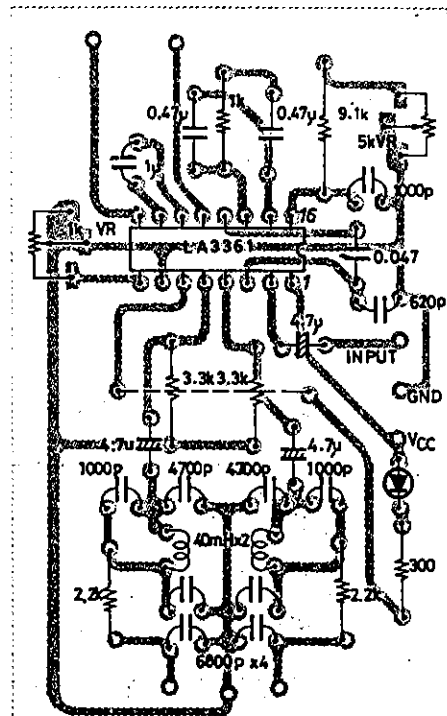 0.47μ
1k
0.47μ
9.1k
5kVR
1μ
1000p
16
1k
VR
LA3361
0.047
1
4.7μ
620p
INPUT
3.3k 3.3k
GND
4.7μ
4.7μ
VCC
1000p
4700p
4700p
1000p
40mH×2
300
2.2k
2.2k
6800p ×4